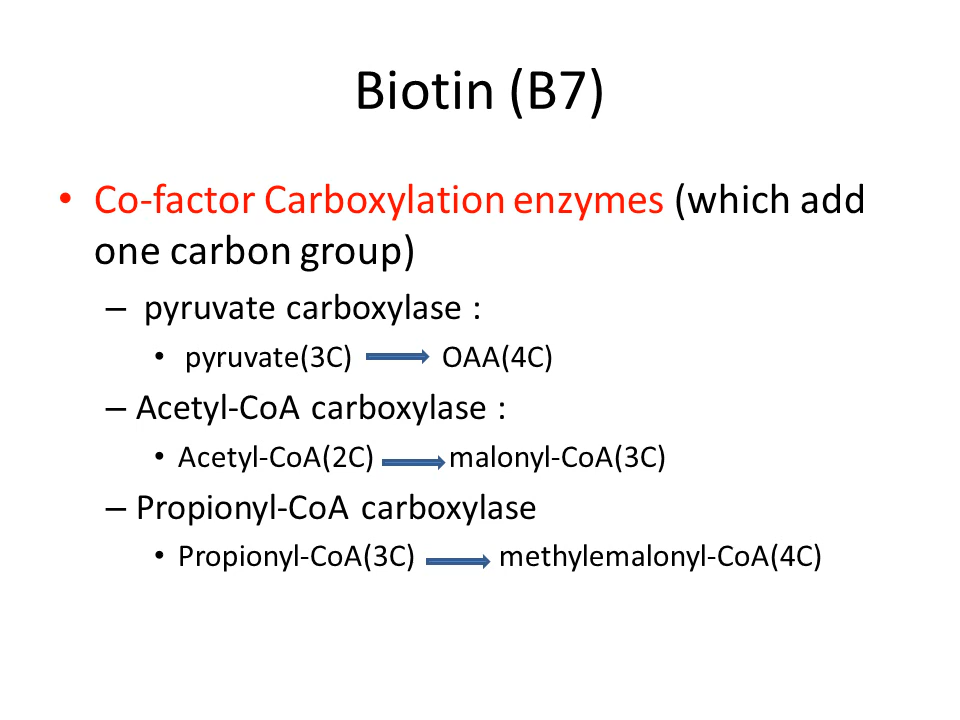 Biotin (B7)
• Co-factor Carboxylation enzymes (which add
one carbon group)
– pyruvate carboxylase :
• pyruvate(3C) OAA(4C)
– Acetyl-CoA carboxylase :
• Acetyl-CoA(2C) malonyl-CoA(3C)
– Propionyl-CoA carboxylase
• Propionyl-CoA(3C) methylemalonyl-CoA(4C)